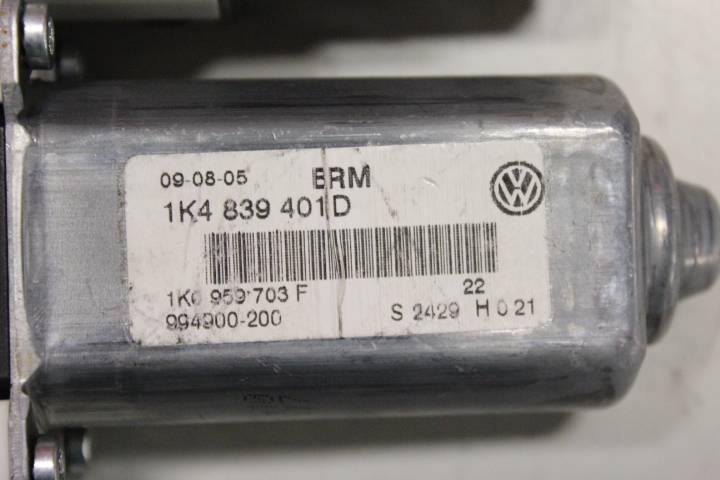 09-08-05 BRM
1K4 839 401D
1K0 959 703 F 22
994900-200 S 2429 H 0 21